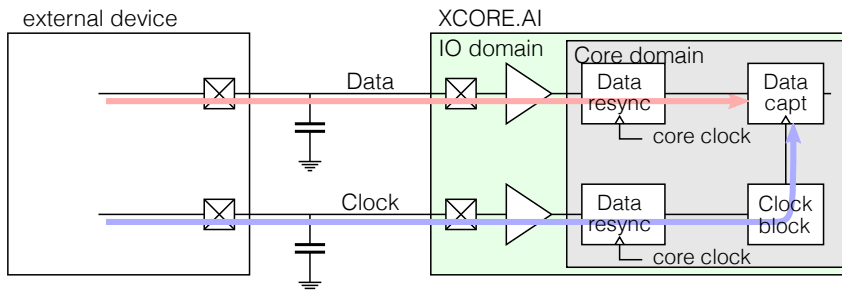 external device
XCORE.AI
IO domain
Core domain
Data
Data
resync
Data
capt
core clock
Clock
Data
resync
Clock
block
core clock